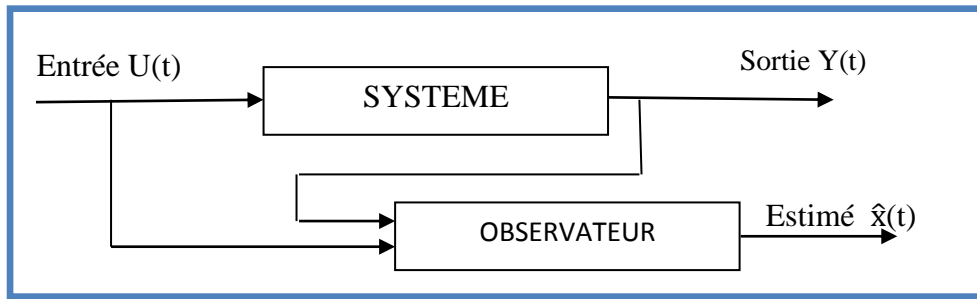 Entrée U(t)
SYSTEME
Sortie Y(t)
OBSERVATEUR
Estimé x̂(t)